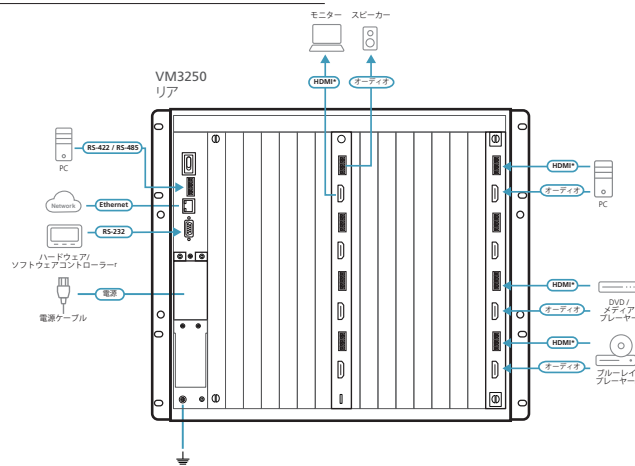 モニター
スピーカー
HDMI*
オーディオ
VM3250
リア
RS-422 / RS-485
PC
Network
Ethernet
RS-232
ハードウェア/
ソフトウェアコントローラーr
電源
電源ケーブル
HDMI*
オーディオ
PC
HDMI*
オーディオ
DVD /
メディア
プレーヤー
HDMI*
オーディオ
ブルーレイ
プレーヤー